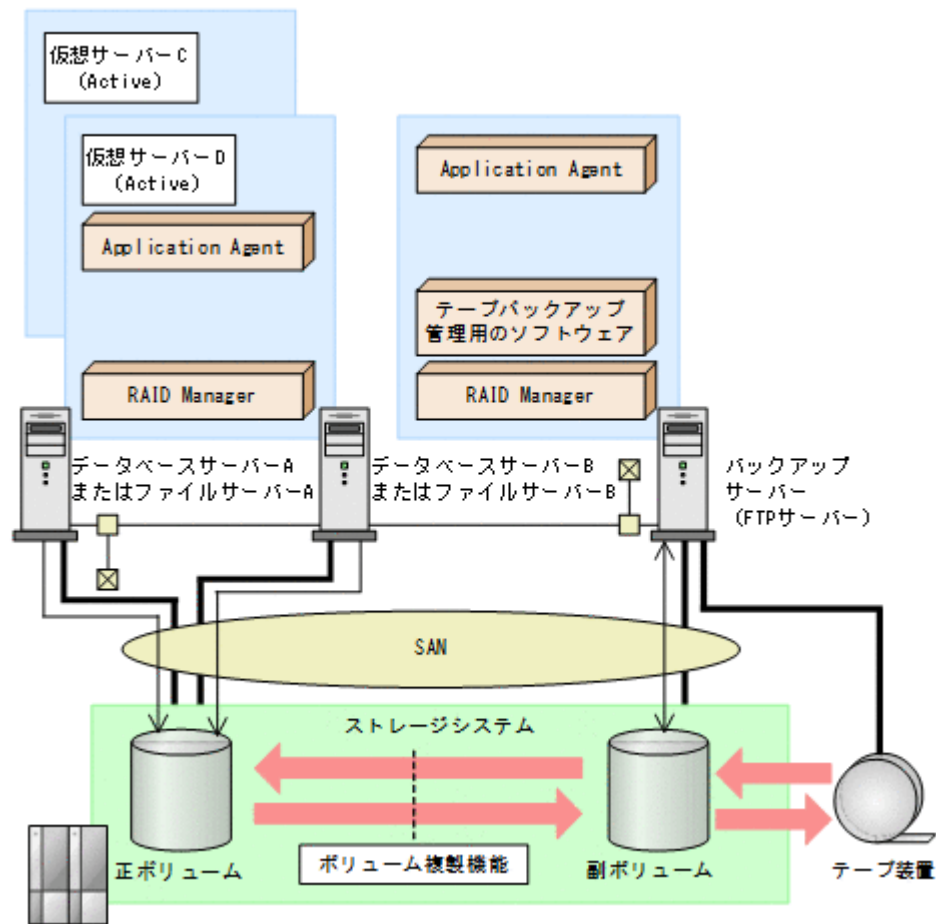 仮想サーバーC
(Active)
仮想サーバーD
(Active)
Application Agent
RAID Manager
Application Agent
テープバックアップ
管理用のソフトウェア
RAID Manager
データベースサーバーA
またはファイルサーバーA
データベースサーバーB
またはファイルサーバーB
バックアップ
サーバー
(FTPサーバー)
SAN
ストレージシステム
正ボリューム
ボリューム複製機能
副ボリューム
テープ装置